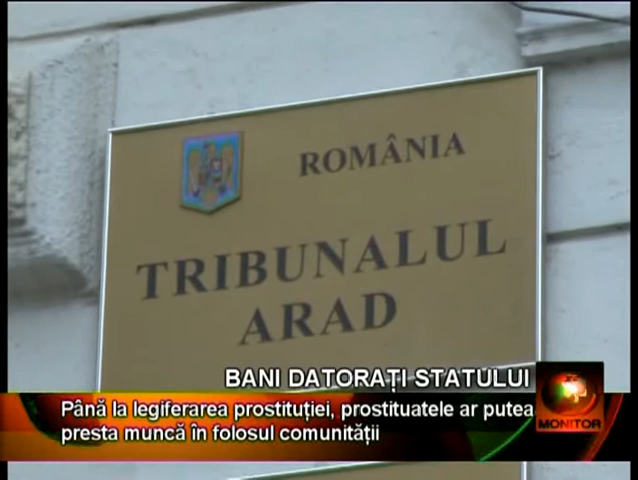 ROMÂNIA
TRIBUNALUL
ARAD
BANI DATORAȚI STATULUI
Până la legiferarea prostituției, prostituatele ar putea
presta muncă în folosul comunității
MONITOR